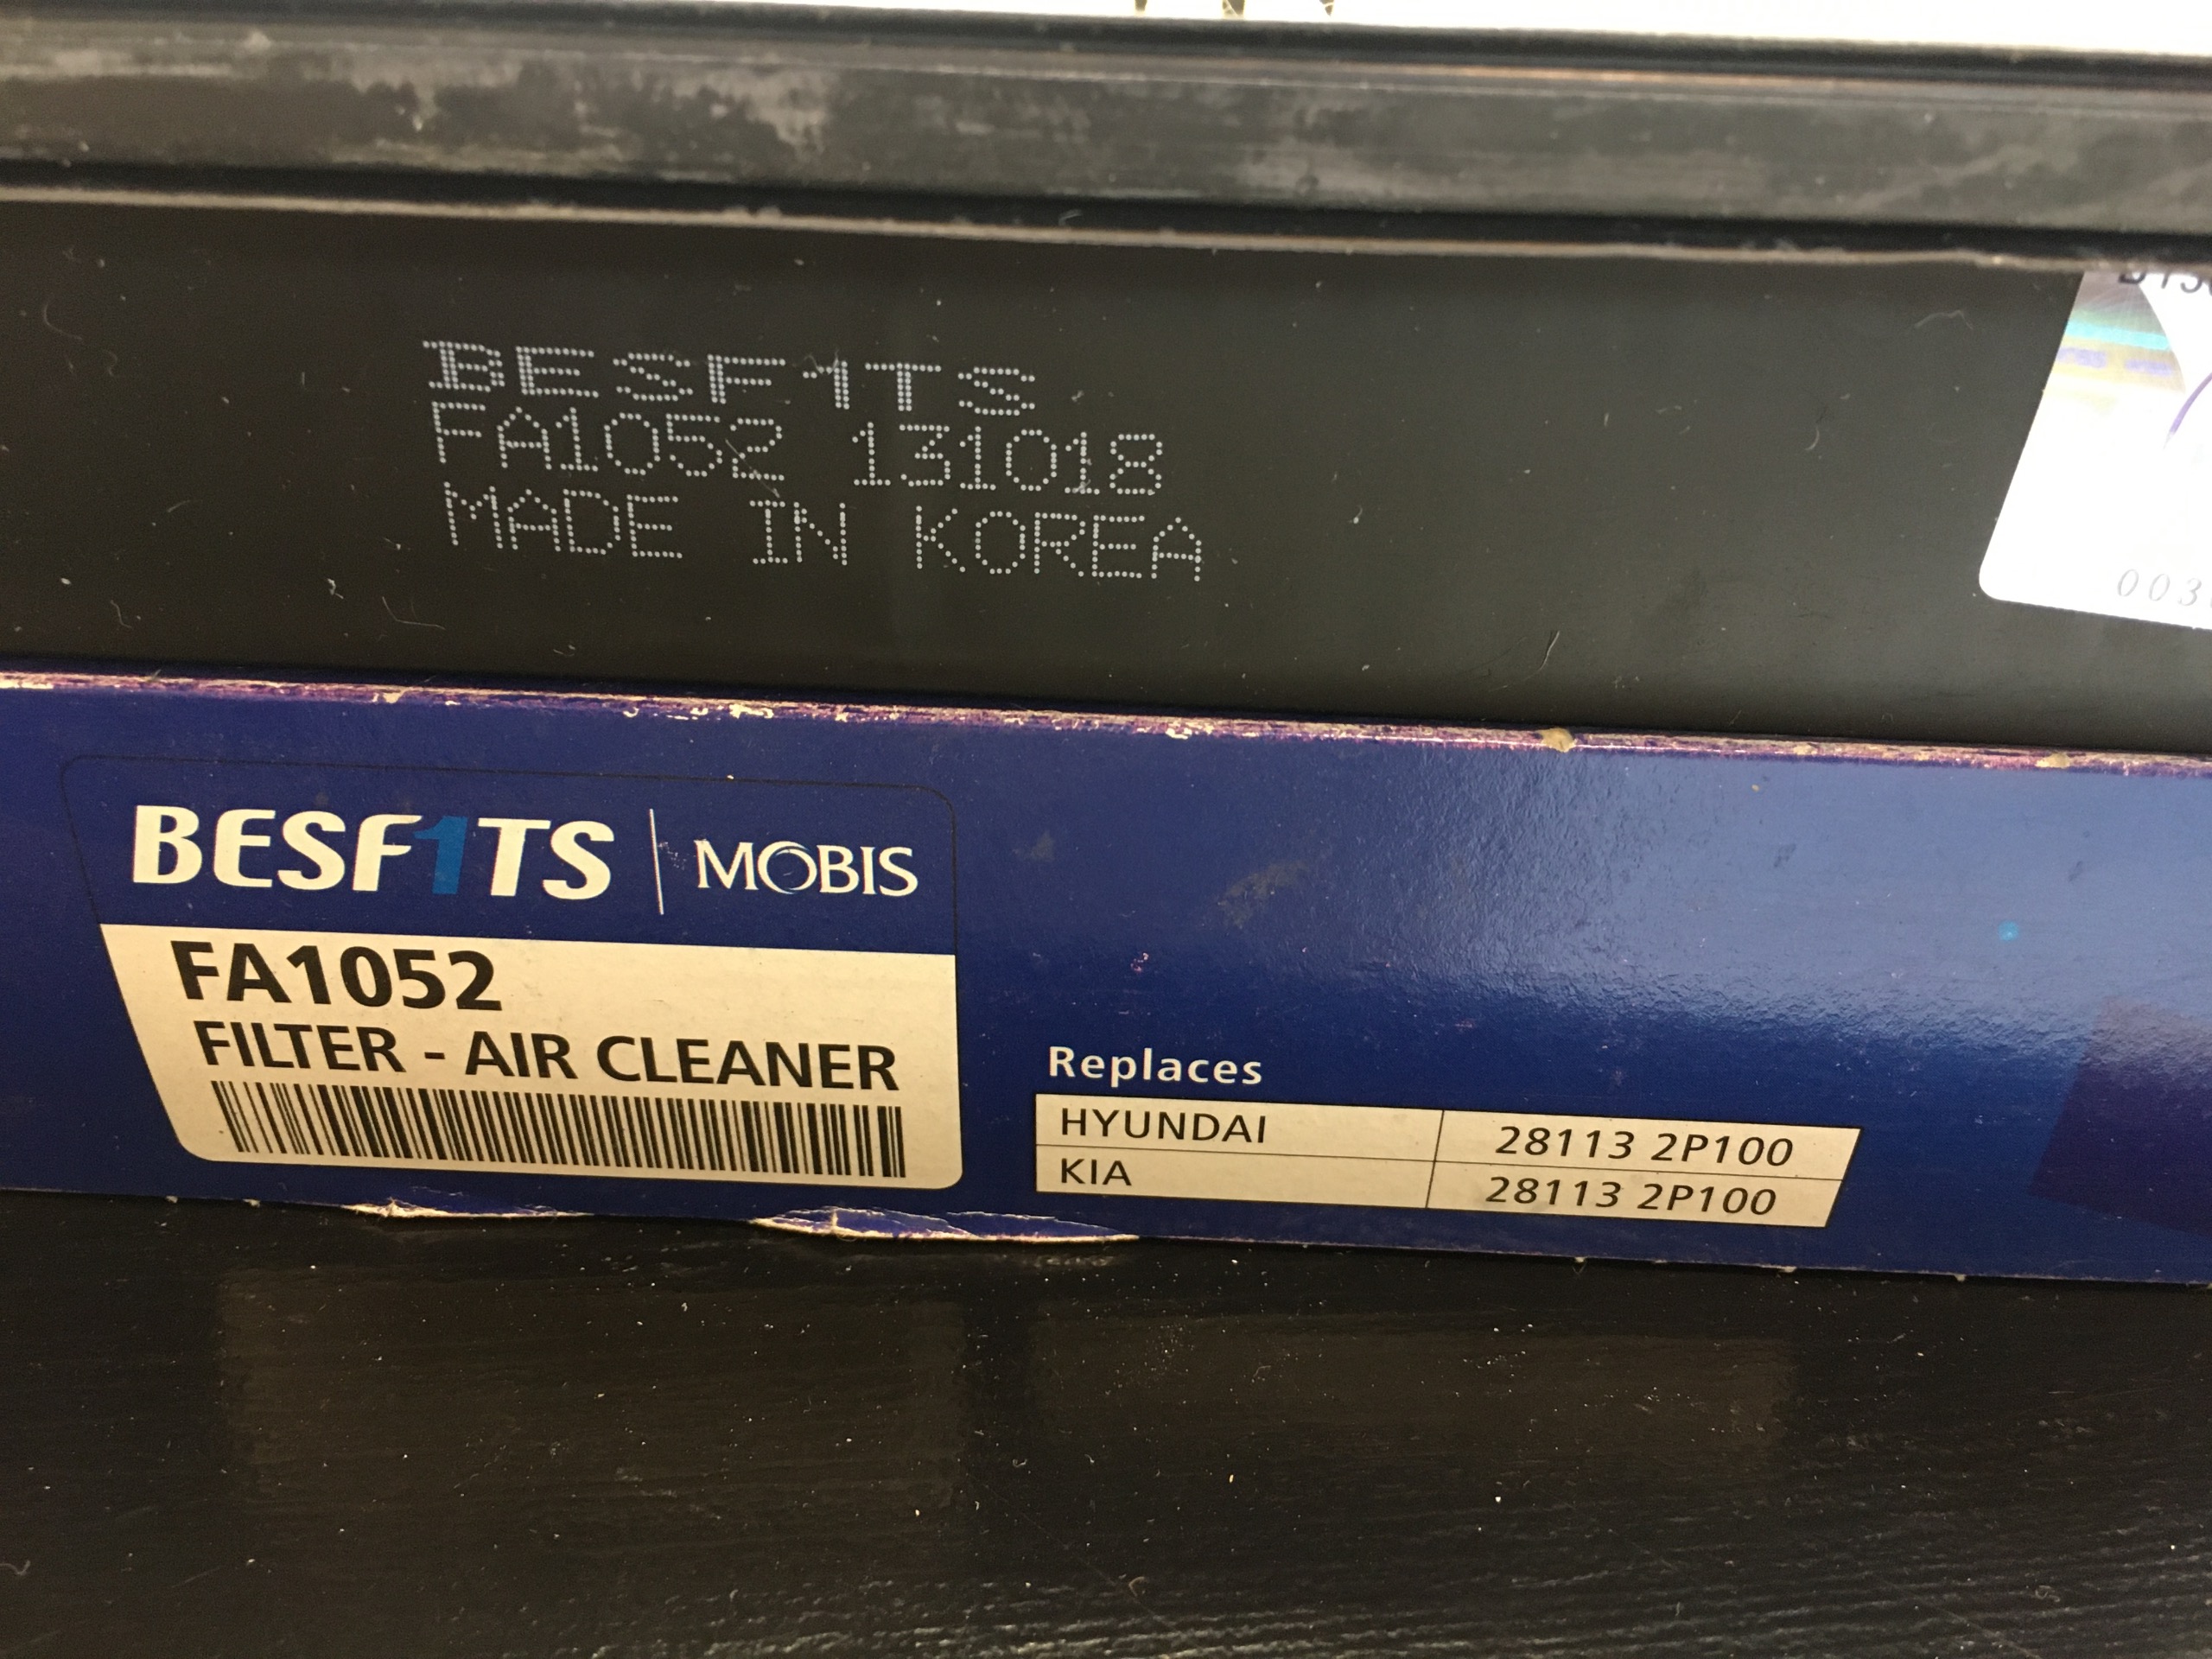 BESF1TS
FA1052 131018
MADE IN KOREA
003
BESF1TS MOBIS
FA1052
FILTER - AIR CLEANER
Replaces
HYUNDAI 28113 2P100
KIA 28113 2P100